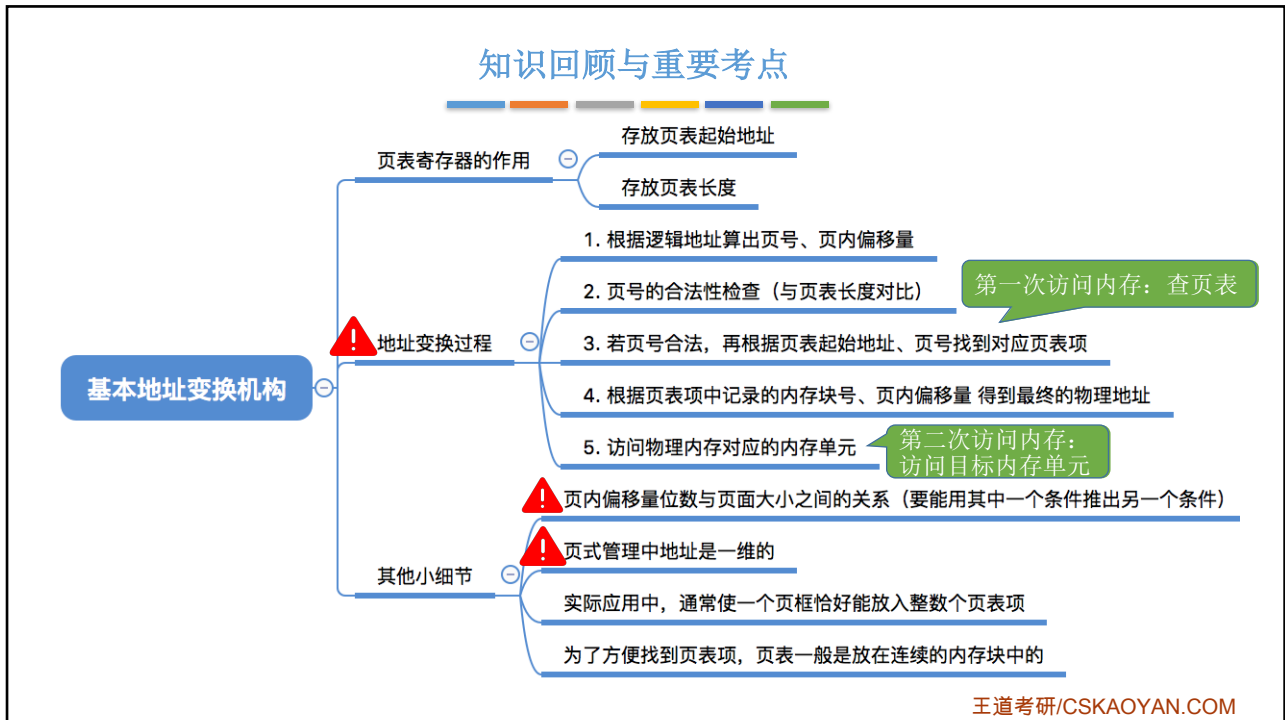 知识回顾与重要考点
页表寄存器的作用
存放页表起始地址
存放页表长度
基本地址变换机构
地址变换过程
1. 根据逻辑地址算出页号、页内偏移量
2. 页号的合法性检查（与页表长度对比）
第一次访问内存：查页表
3. 若页号合法，再根据页表起始地址、页号找到对应页表项
4. 根据页表项中记录的内存块号、页内偏移量 得到最终的物理地址
5. 访问物理内存对应的内存单元
第二次访问内存：
访问目标内存单元
其他小细节
页内偏移量位数与页面大小之间的关系（要能用其中一个条件推出另一个条件）
页式管理中地址是一维的
实际应用中，通常使一个页框恰好能放入整数个页表项
为了方便找到页表项，页表一般是放在连续的内存块中的
王道考研/CSKAOYAN.COM